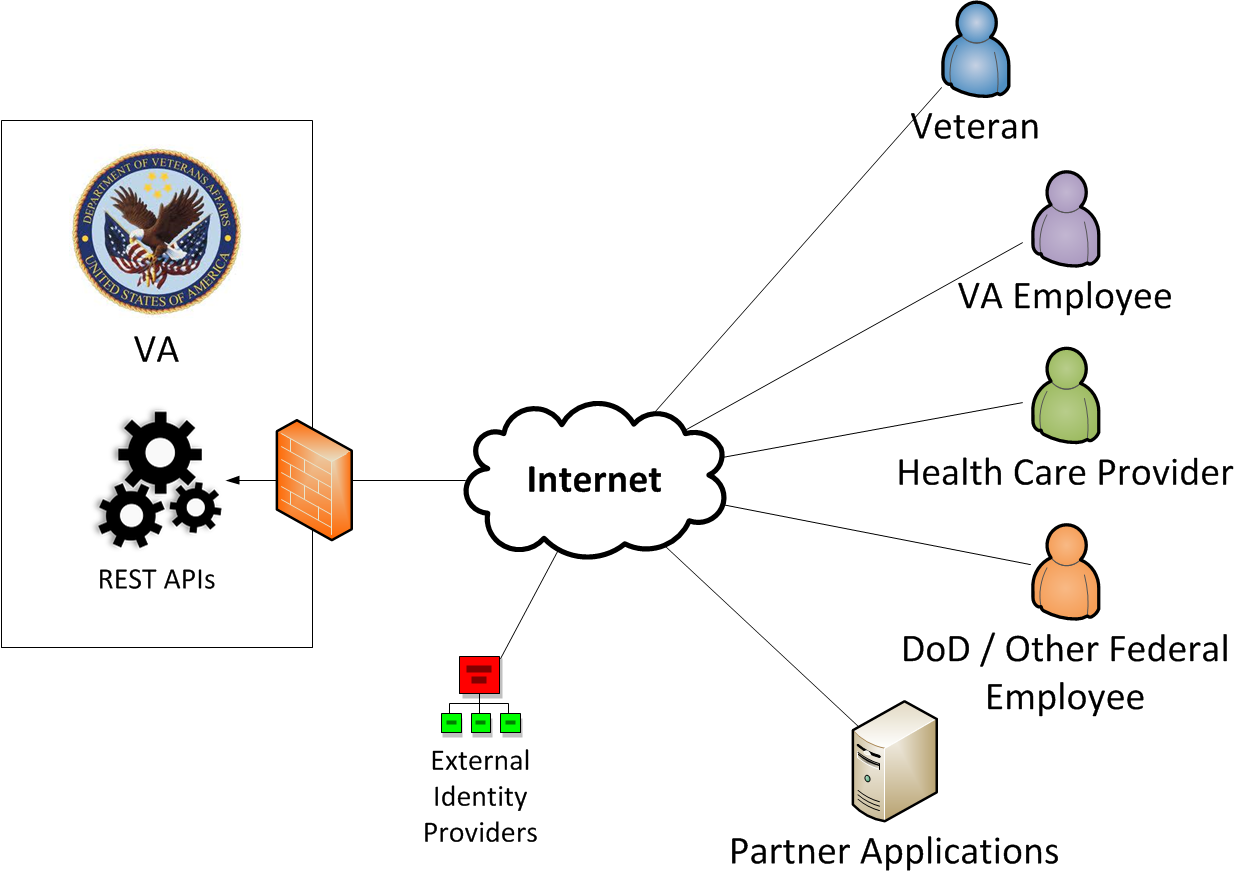 DEPARTMENT OF VETERANS AFFAIRS
UNITED STATES OF AMERICA
VA
REST APIs
Internet
Veteran
VA Employee
Health Care Provider
DoD / Other Federal
Employee
External
Identity
Providers
Partner Applications